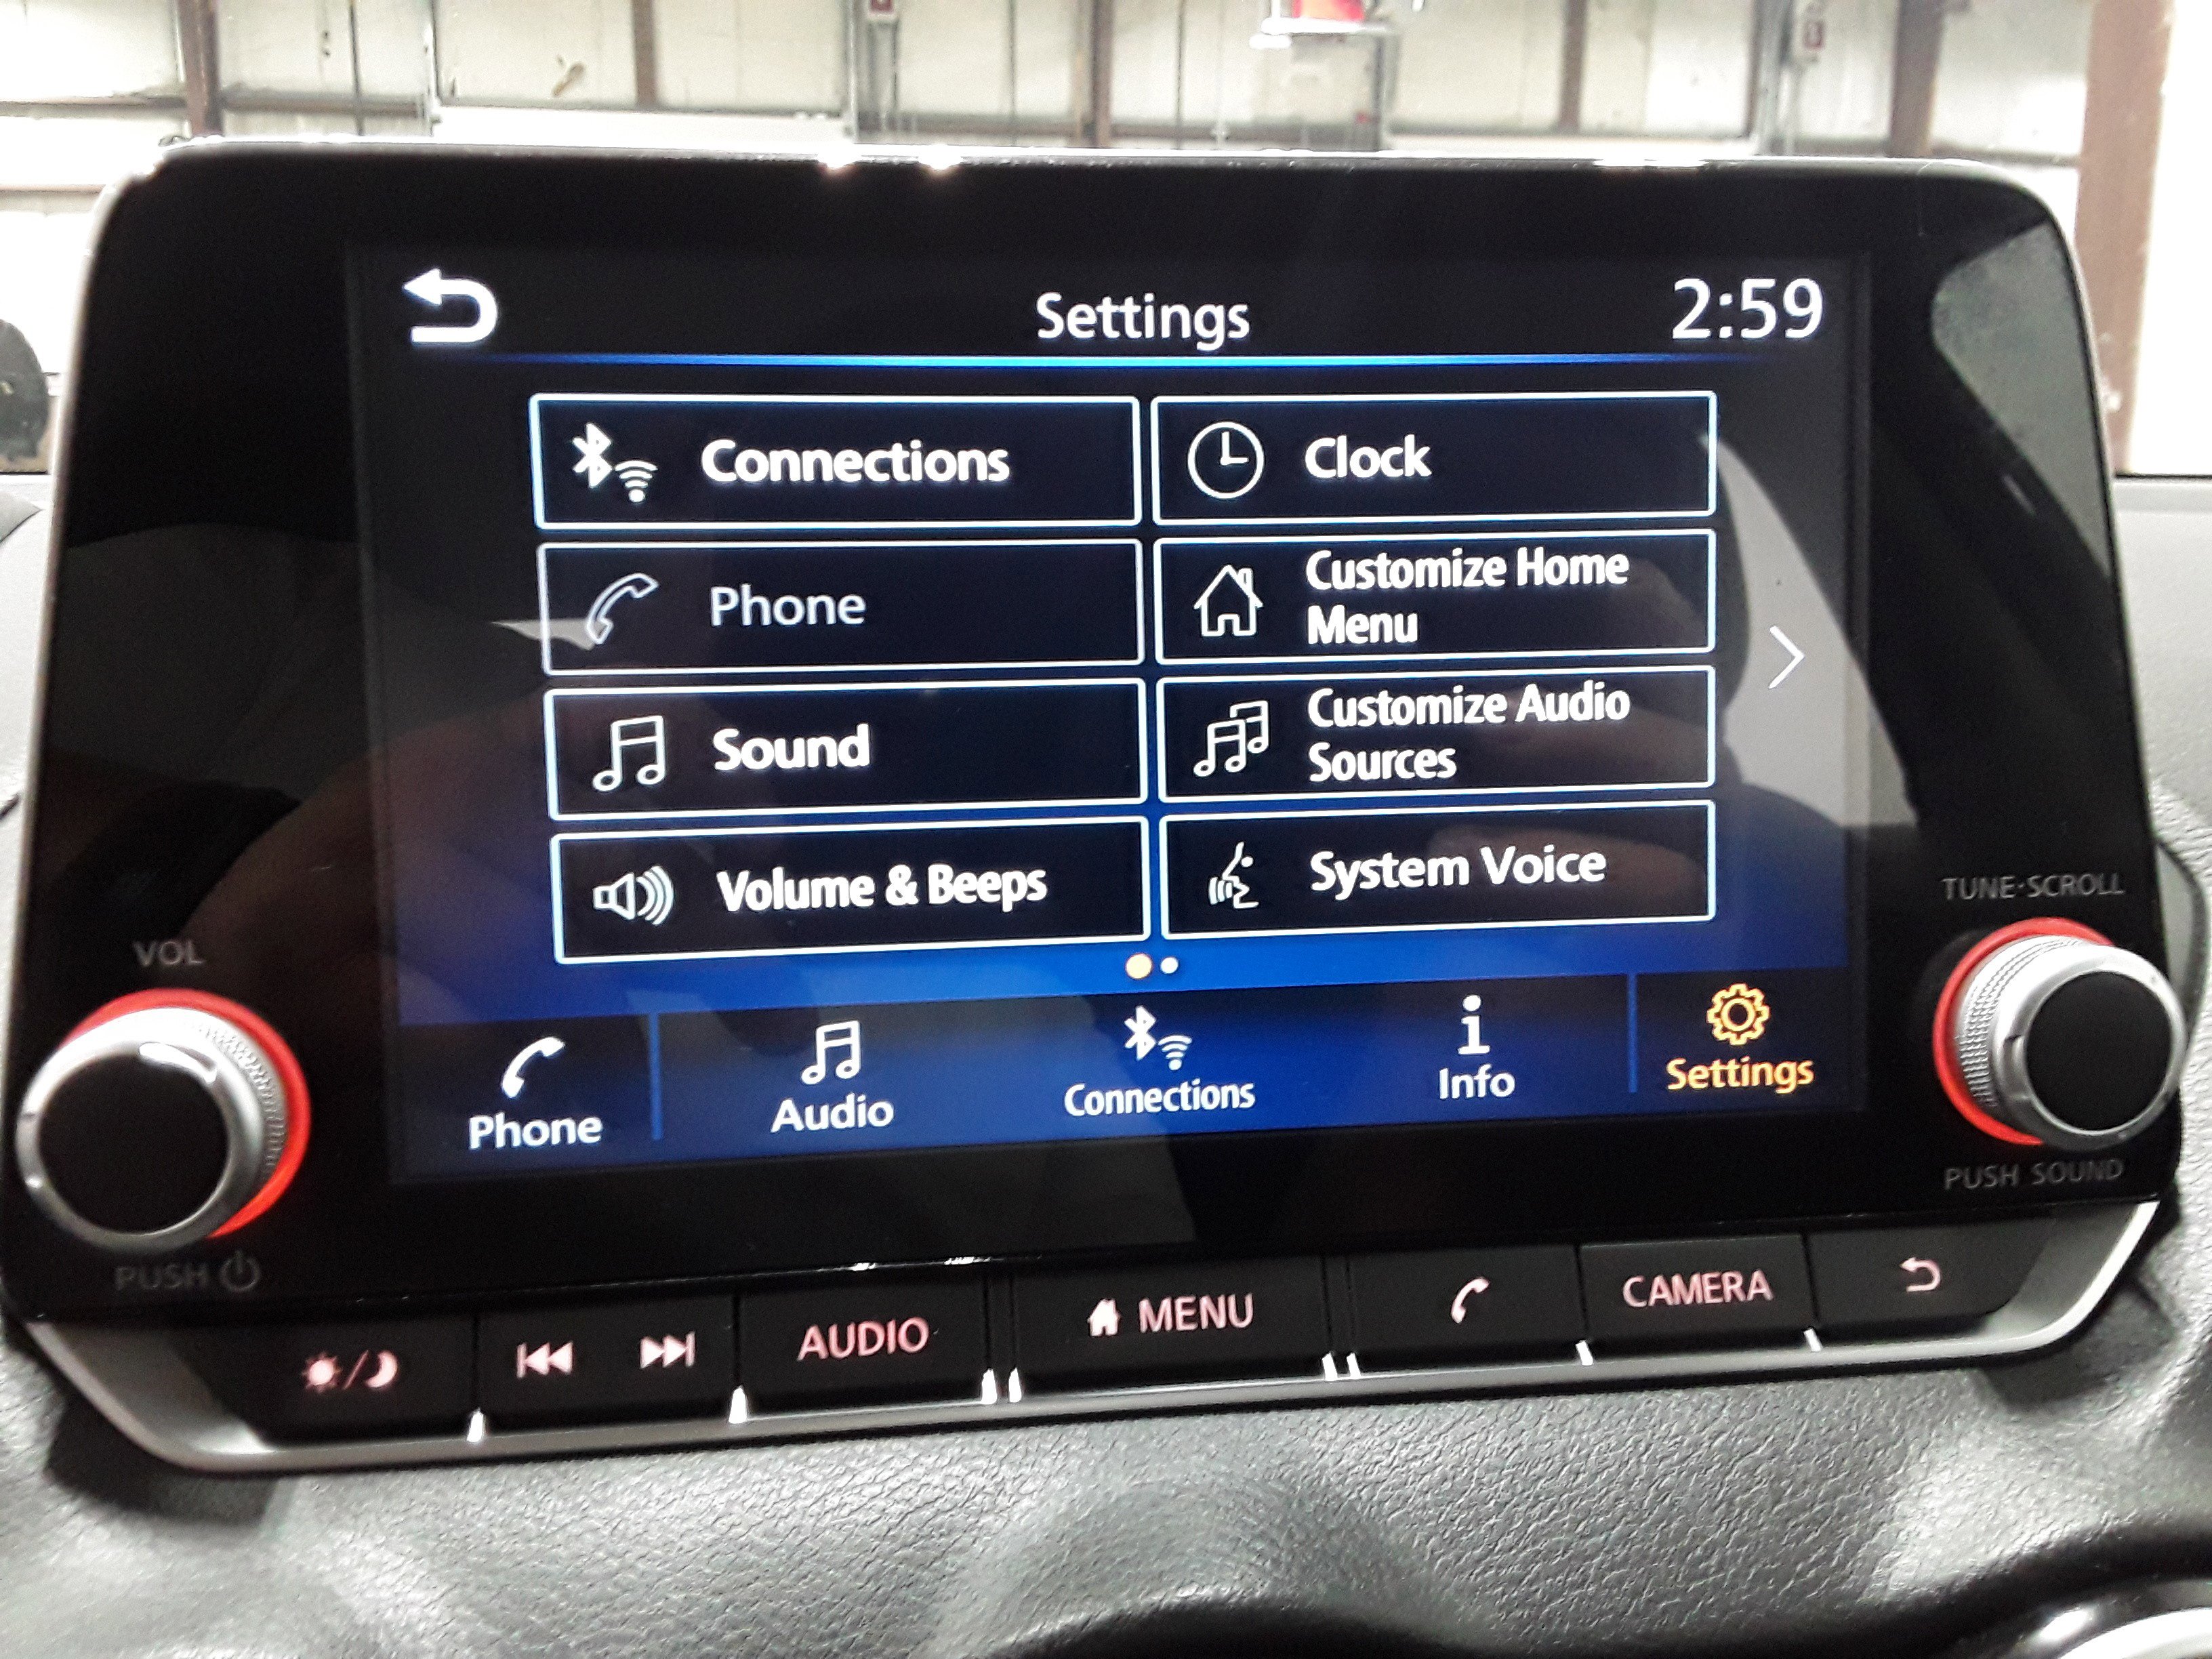 Settings
2:59
Connections
Clock
Phone
Customize Home
Menu
Sound
Customize Audio
Sources
Volume & Beeps
System Voice
Phone
Audio
Connections
Info
Settings
VOL
PUSH
TUNE·SCROLL
PUSH SOUND
AUDIO
MENU
CAMERA